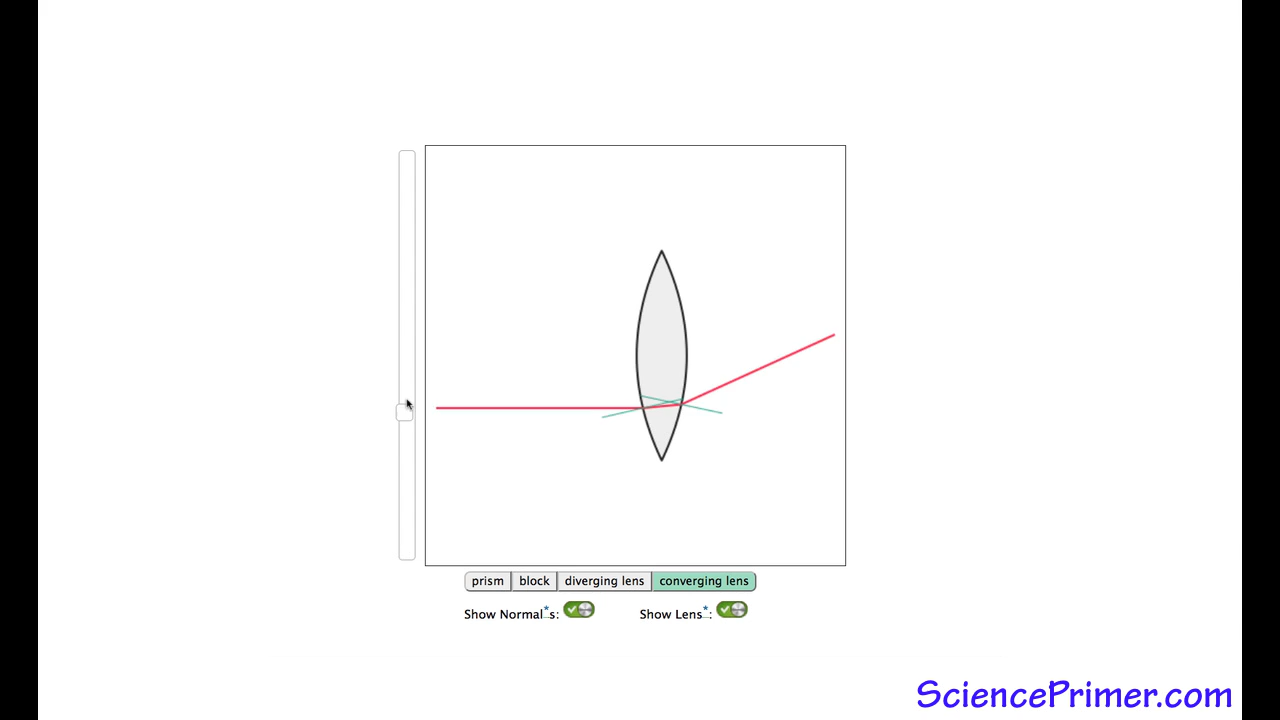 prism block diverging lens converging lens
Show Normal*s: Show Lens*:
SciencePrimer.com